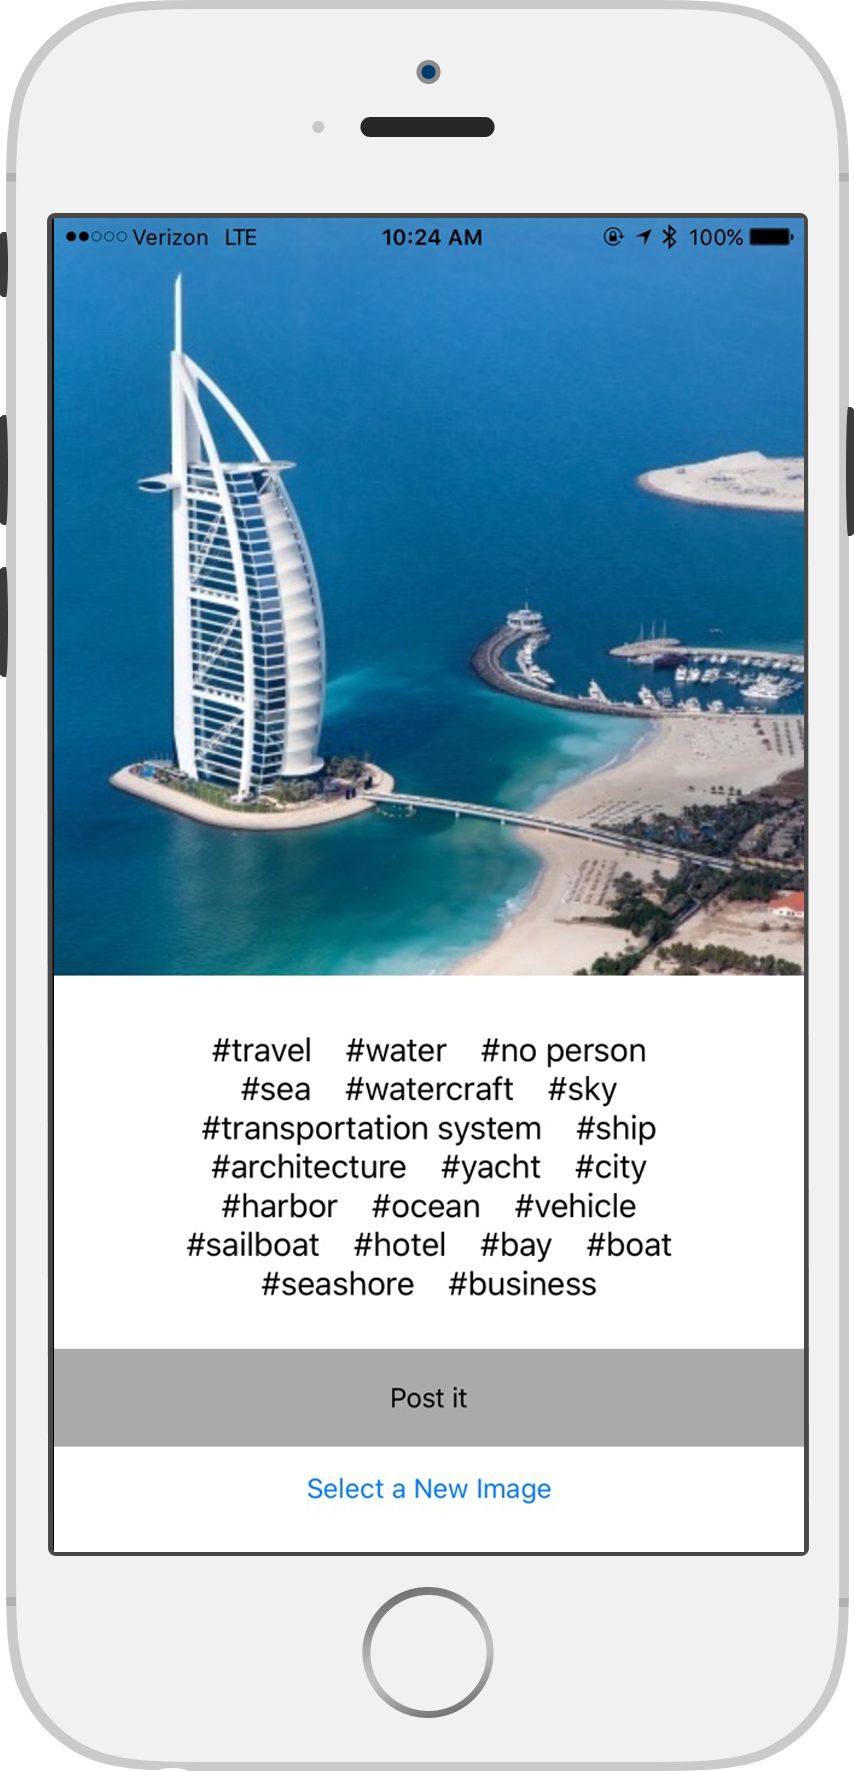 Verizon LTE 10:24 AM 100%
#travel #water #no person
#sea #watercraft #sky
#transportation system #ship
#architecture #yacht #city
#harbor #ocean #vehicle
#sailboat #hotel #bay #boat
#seashore #business
Post it
Select a New Image